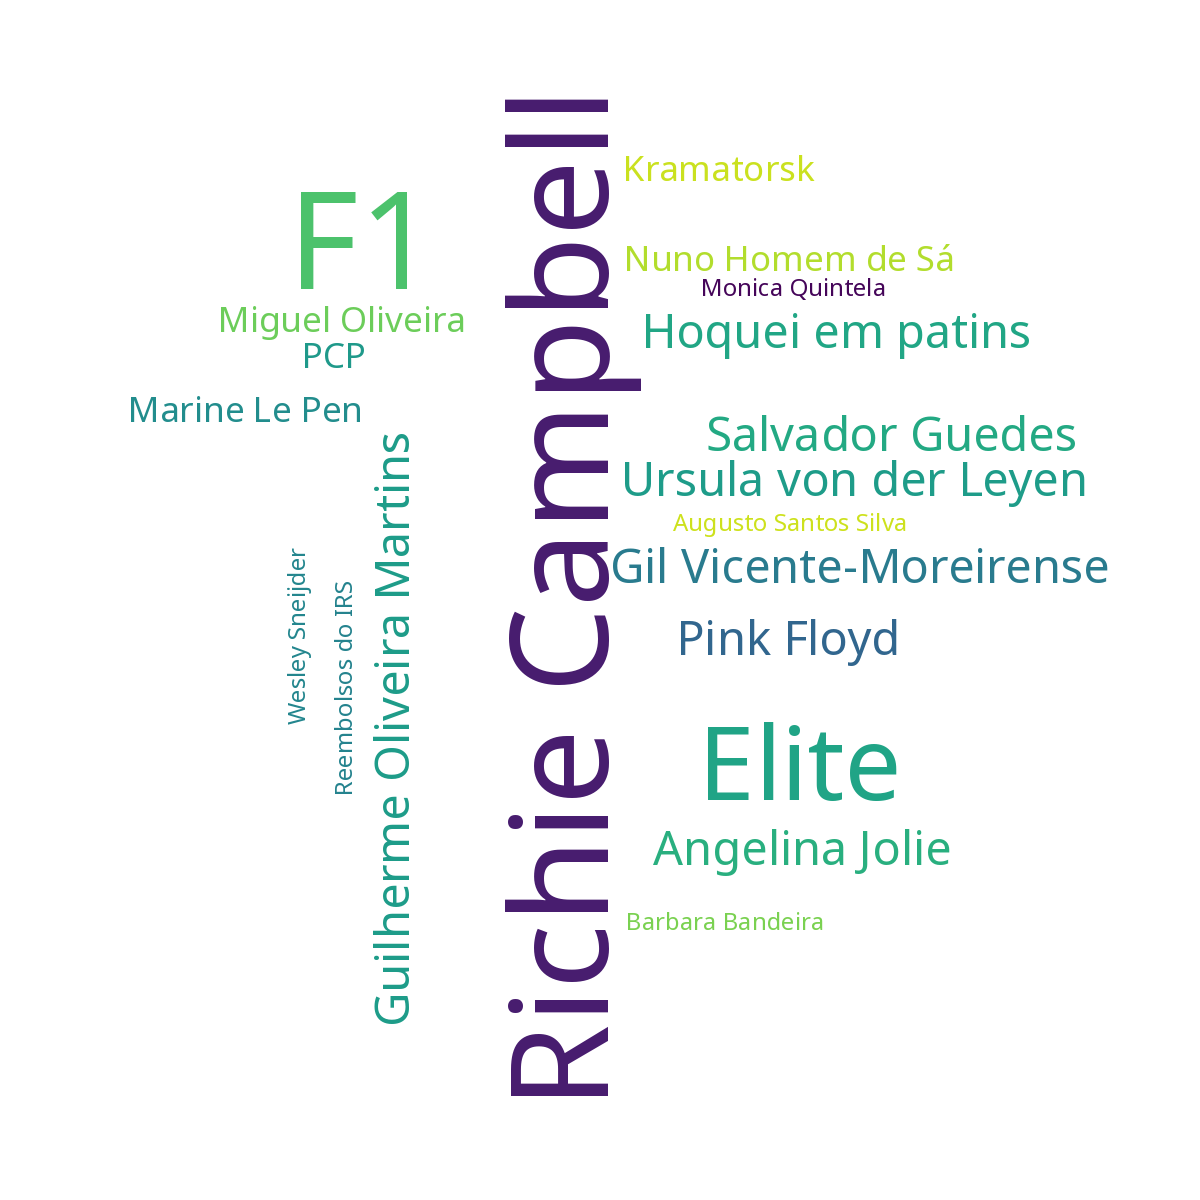 Richie Campbell
F1
Miguel Oliveira
PCP
Marine Le Pen
Guilherme Oliveira Martins
Wesley Sneijder
Reembolsos do IRS
Kramatorsk
Nuno Homem de Sá
Monica Quintela
Hoquei em patins
Salvador Guedes
Ursula von der Leyen
Augusto Santos Silva
Gil Vicente-Moreirense
Pink Floyd
Elite
Angelina Jolie
Barbara Bandeira